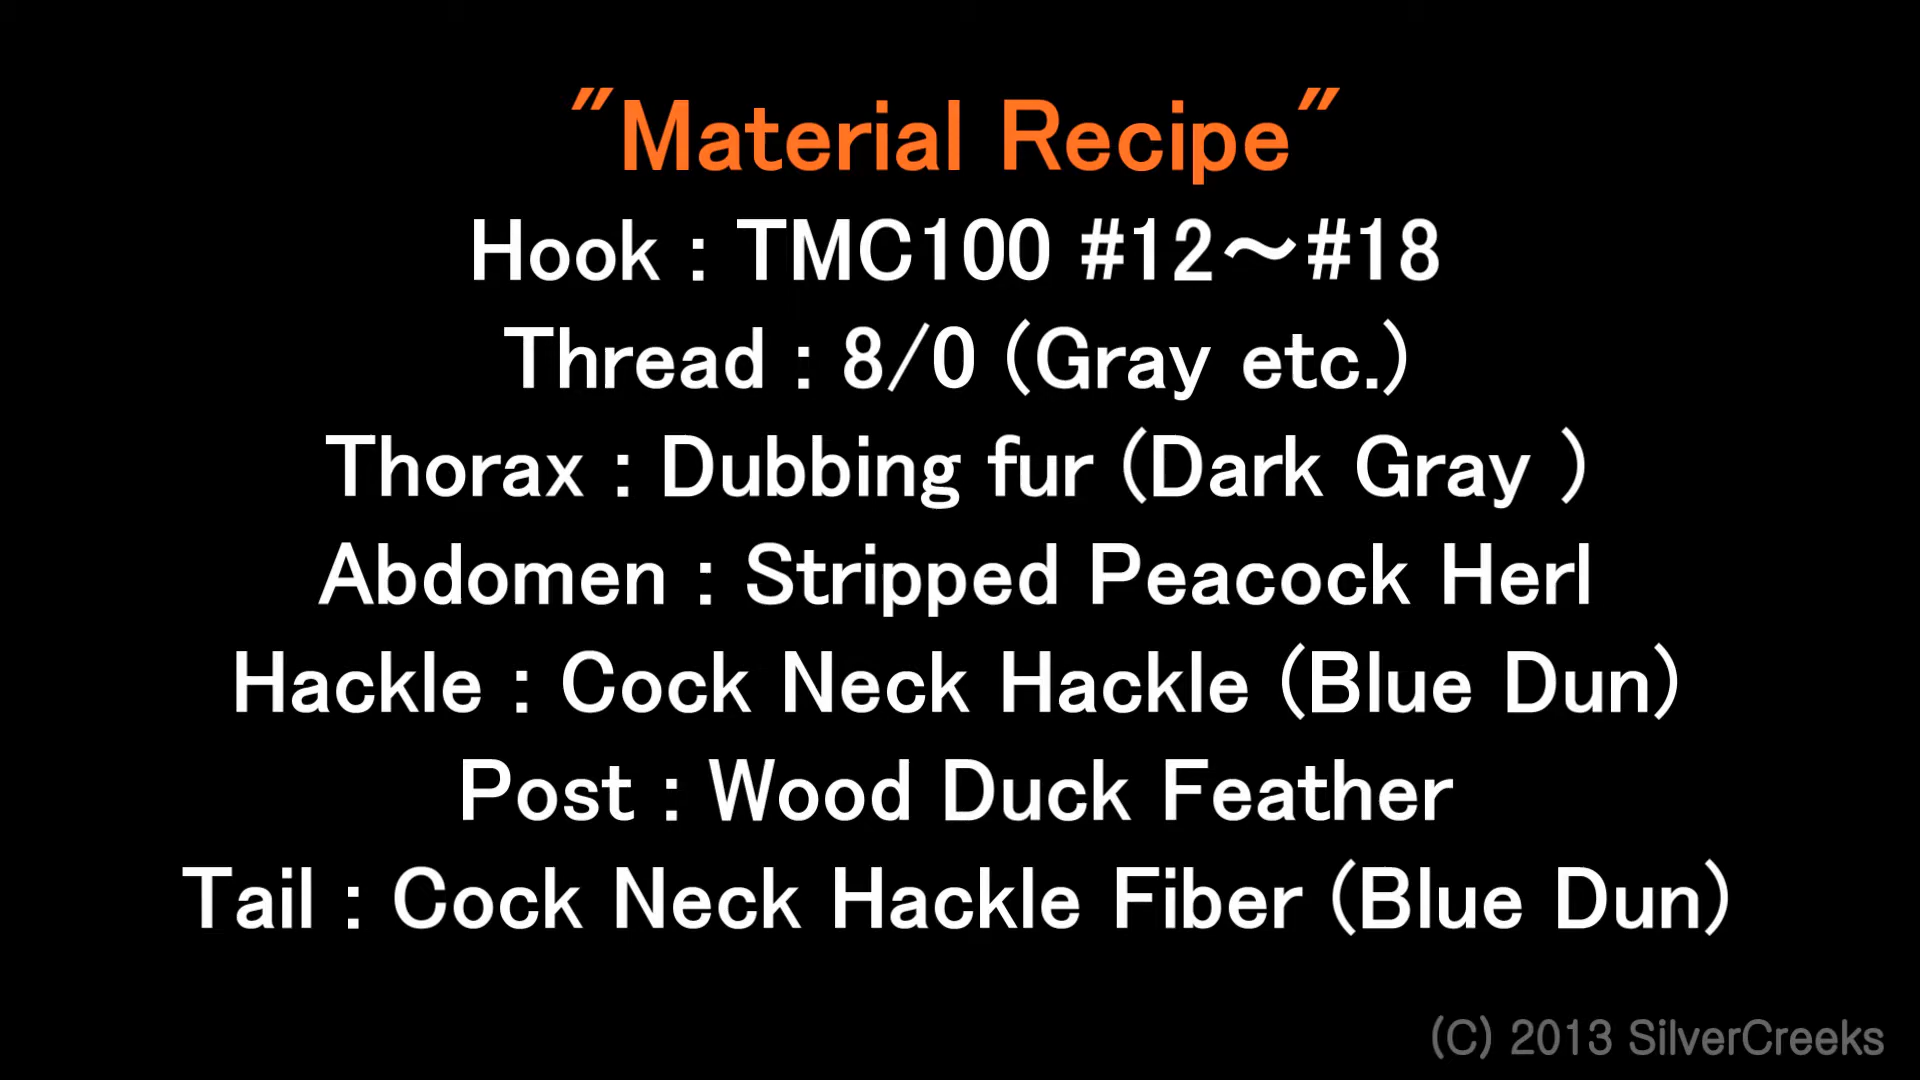 "Material Recipe"
Hook : TMC100 #12～#18
Thread : 8/0 (Gray etc.)
Thorax : Dubbing fur (Dark Gray )
Abdomen : Stripped Peacock Herl
Hackle : Cock Neck Hackle (Blue Dun)
Post : Wood Duck Feather
Tail : Cock Neck Hackle Fiber (Blue Dun)
(C) 2013 SilverCreeks